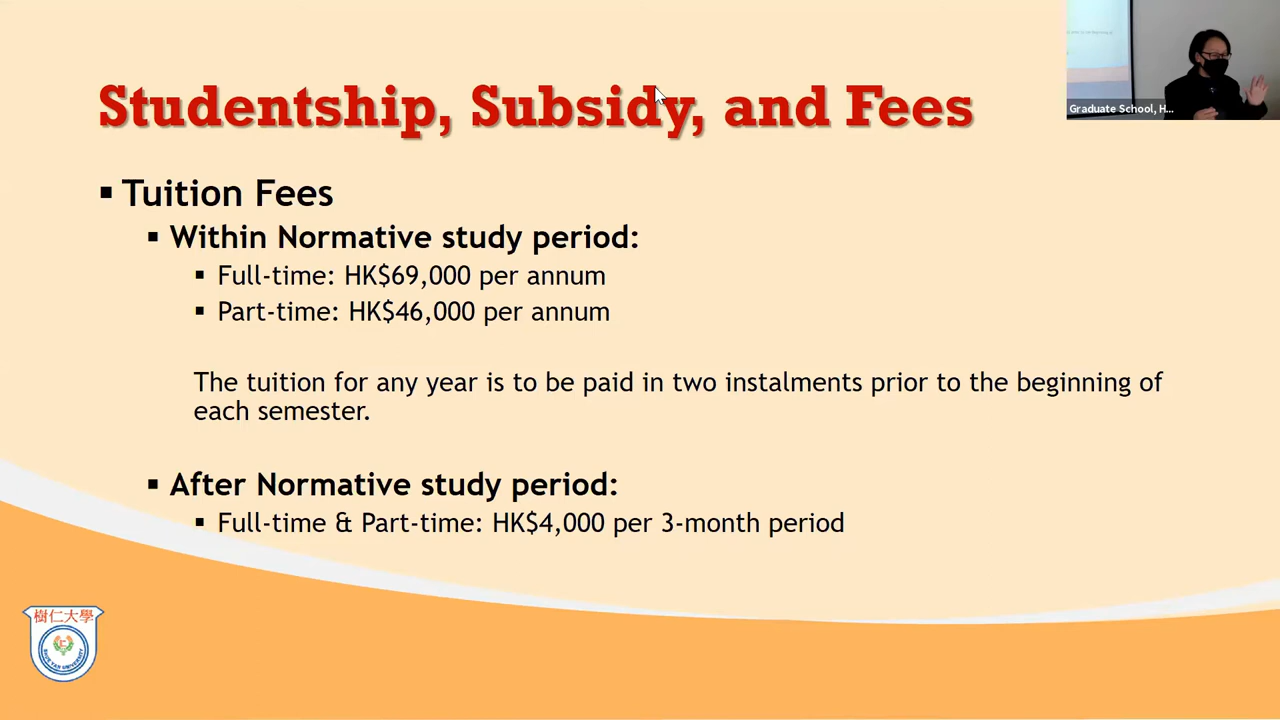 Studentship, Subsidy, and Fees
Graduate School, H...
▪ Tuition Fees
▪ Within Normative study period:
▪ Full-time: HK$69,000 per annum
▪ Part-time: HK$46,000 per annum
The tuition for any year is to be paid in two instalments prior to the beginning of
each semester.
▪ After Normative study period:
▪ Full-time & Part-time: HK$4,000 per 3-month period
樹仁大學
SHUE YAN UNIVERSITY